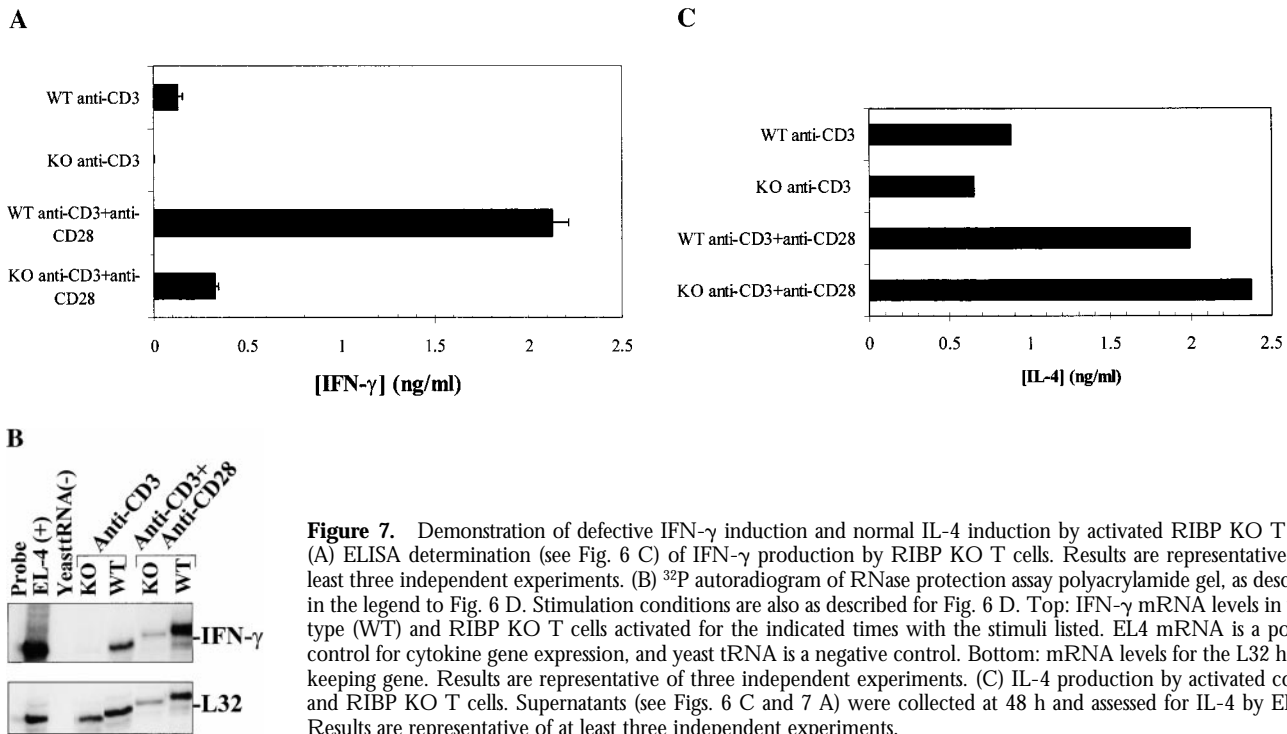 A
WT anti-CD3
KO anti-CD3
WT anti-CD3+anti-
CD28
KO anti-CD3+anti-
CD28
0 0.5 1 1.5 2 2.5
[IFN-γ] (ng/ml)
C
WT anti-CD3
KO anti-CD3
WT anti-CD3+anti-CD28
KO anti-CD3+anti-CD28
0 0.5 1 1.5 2 2.5
[IL-4] (ng/ml)
B
Probe
EL-4 (+)
YeasttRNA(-)
Anti-CD3
Anti-CD3+
Anti-CD28
KO
WT
KO
WT
-IFN-γ
-L32
Figure 7. Demonstration of defective IFN-γ induction and normal IL-4 induction by activated RIBP KO T
(A) ELISA determination (see Fig. 6 C) of IFN-γ production by RIBP KO T cells. Results are representative
least three independent experiments. (B) ³²P autoradiogram of RNase protection assay polyacrylamide gel, as desc
in the legend to Fig. 6 D. Stimulation conditions are also as described for Fig. 6 D. Top: IFN-γ mRNA levels in
type (WT) and RIBP KO T cells activated for the indicated times with the stimuli listed. EL4 mRNA is a po
control for cytokine gene expression, and yeast tRNA is a negative control. Bottom: mRNA levels for the L32 h
keeping gene. Results are representative of three independent experiments. (C) IL-4 production by activated co
and RIBP KO T cells. Supernatants (see Figs. 6 C and 7 A) were collected at 48 h and assessed for IL-4 by EL
Results are representative of at least three independent experiments.